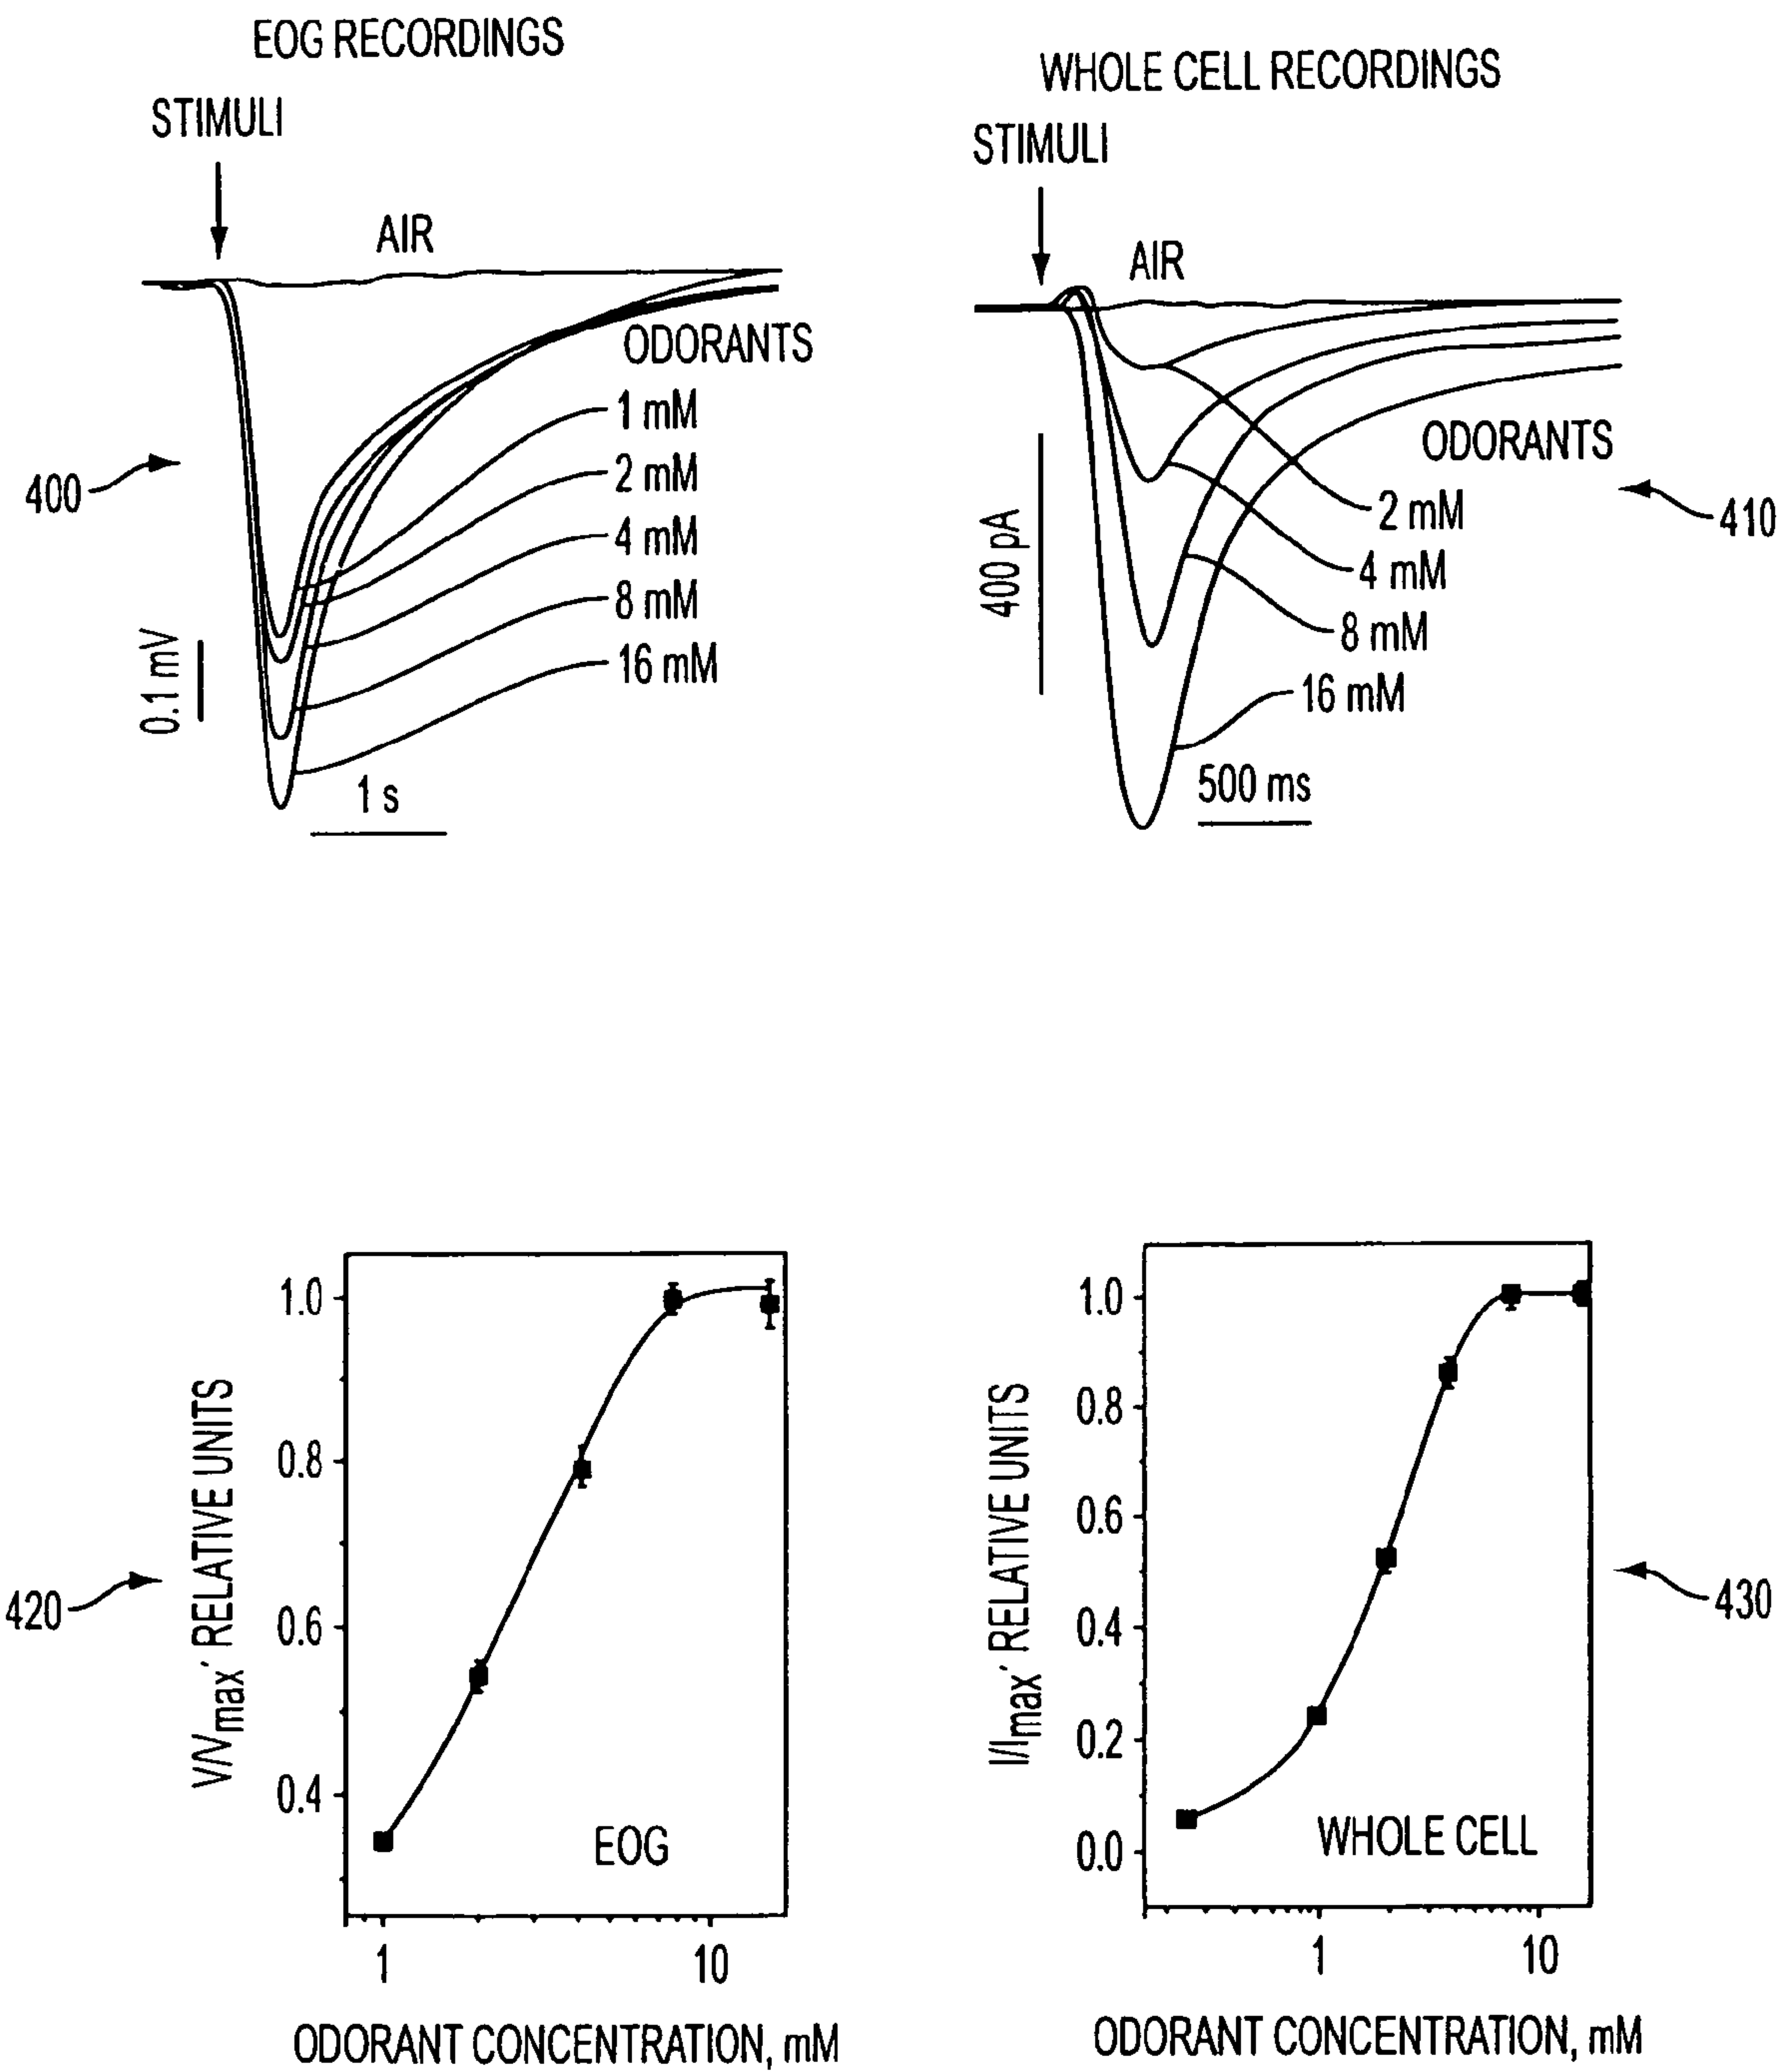 EOG RECORDINGS
STIMULI
AIR
ODORANTS
1 mM
2 mM
4 mM
8 mM
16 mM
400
0.1 mV
1 s
WHOLE CELL RECORDINGS
STIMULI
AIR
ODORANTS
2 mM
4 mM
8 mM
16 mM
410
400 pA
500 ms
420
V/Vmax, RELATIVE UNITS
1.0
0.8
0.6
0.4
EOG
1 10
ODORANT CONCENTRATION, mM
430
I/Imax, RELATIVE UNITS
1.0
0.8
0.6
0.4
0.2
0.0
WHOLE CELL
1 10
ODORANT CONCENTRATION, mM